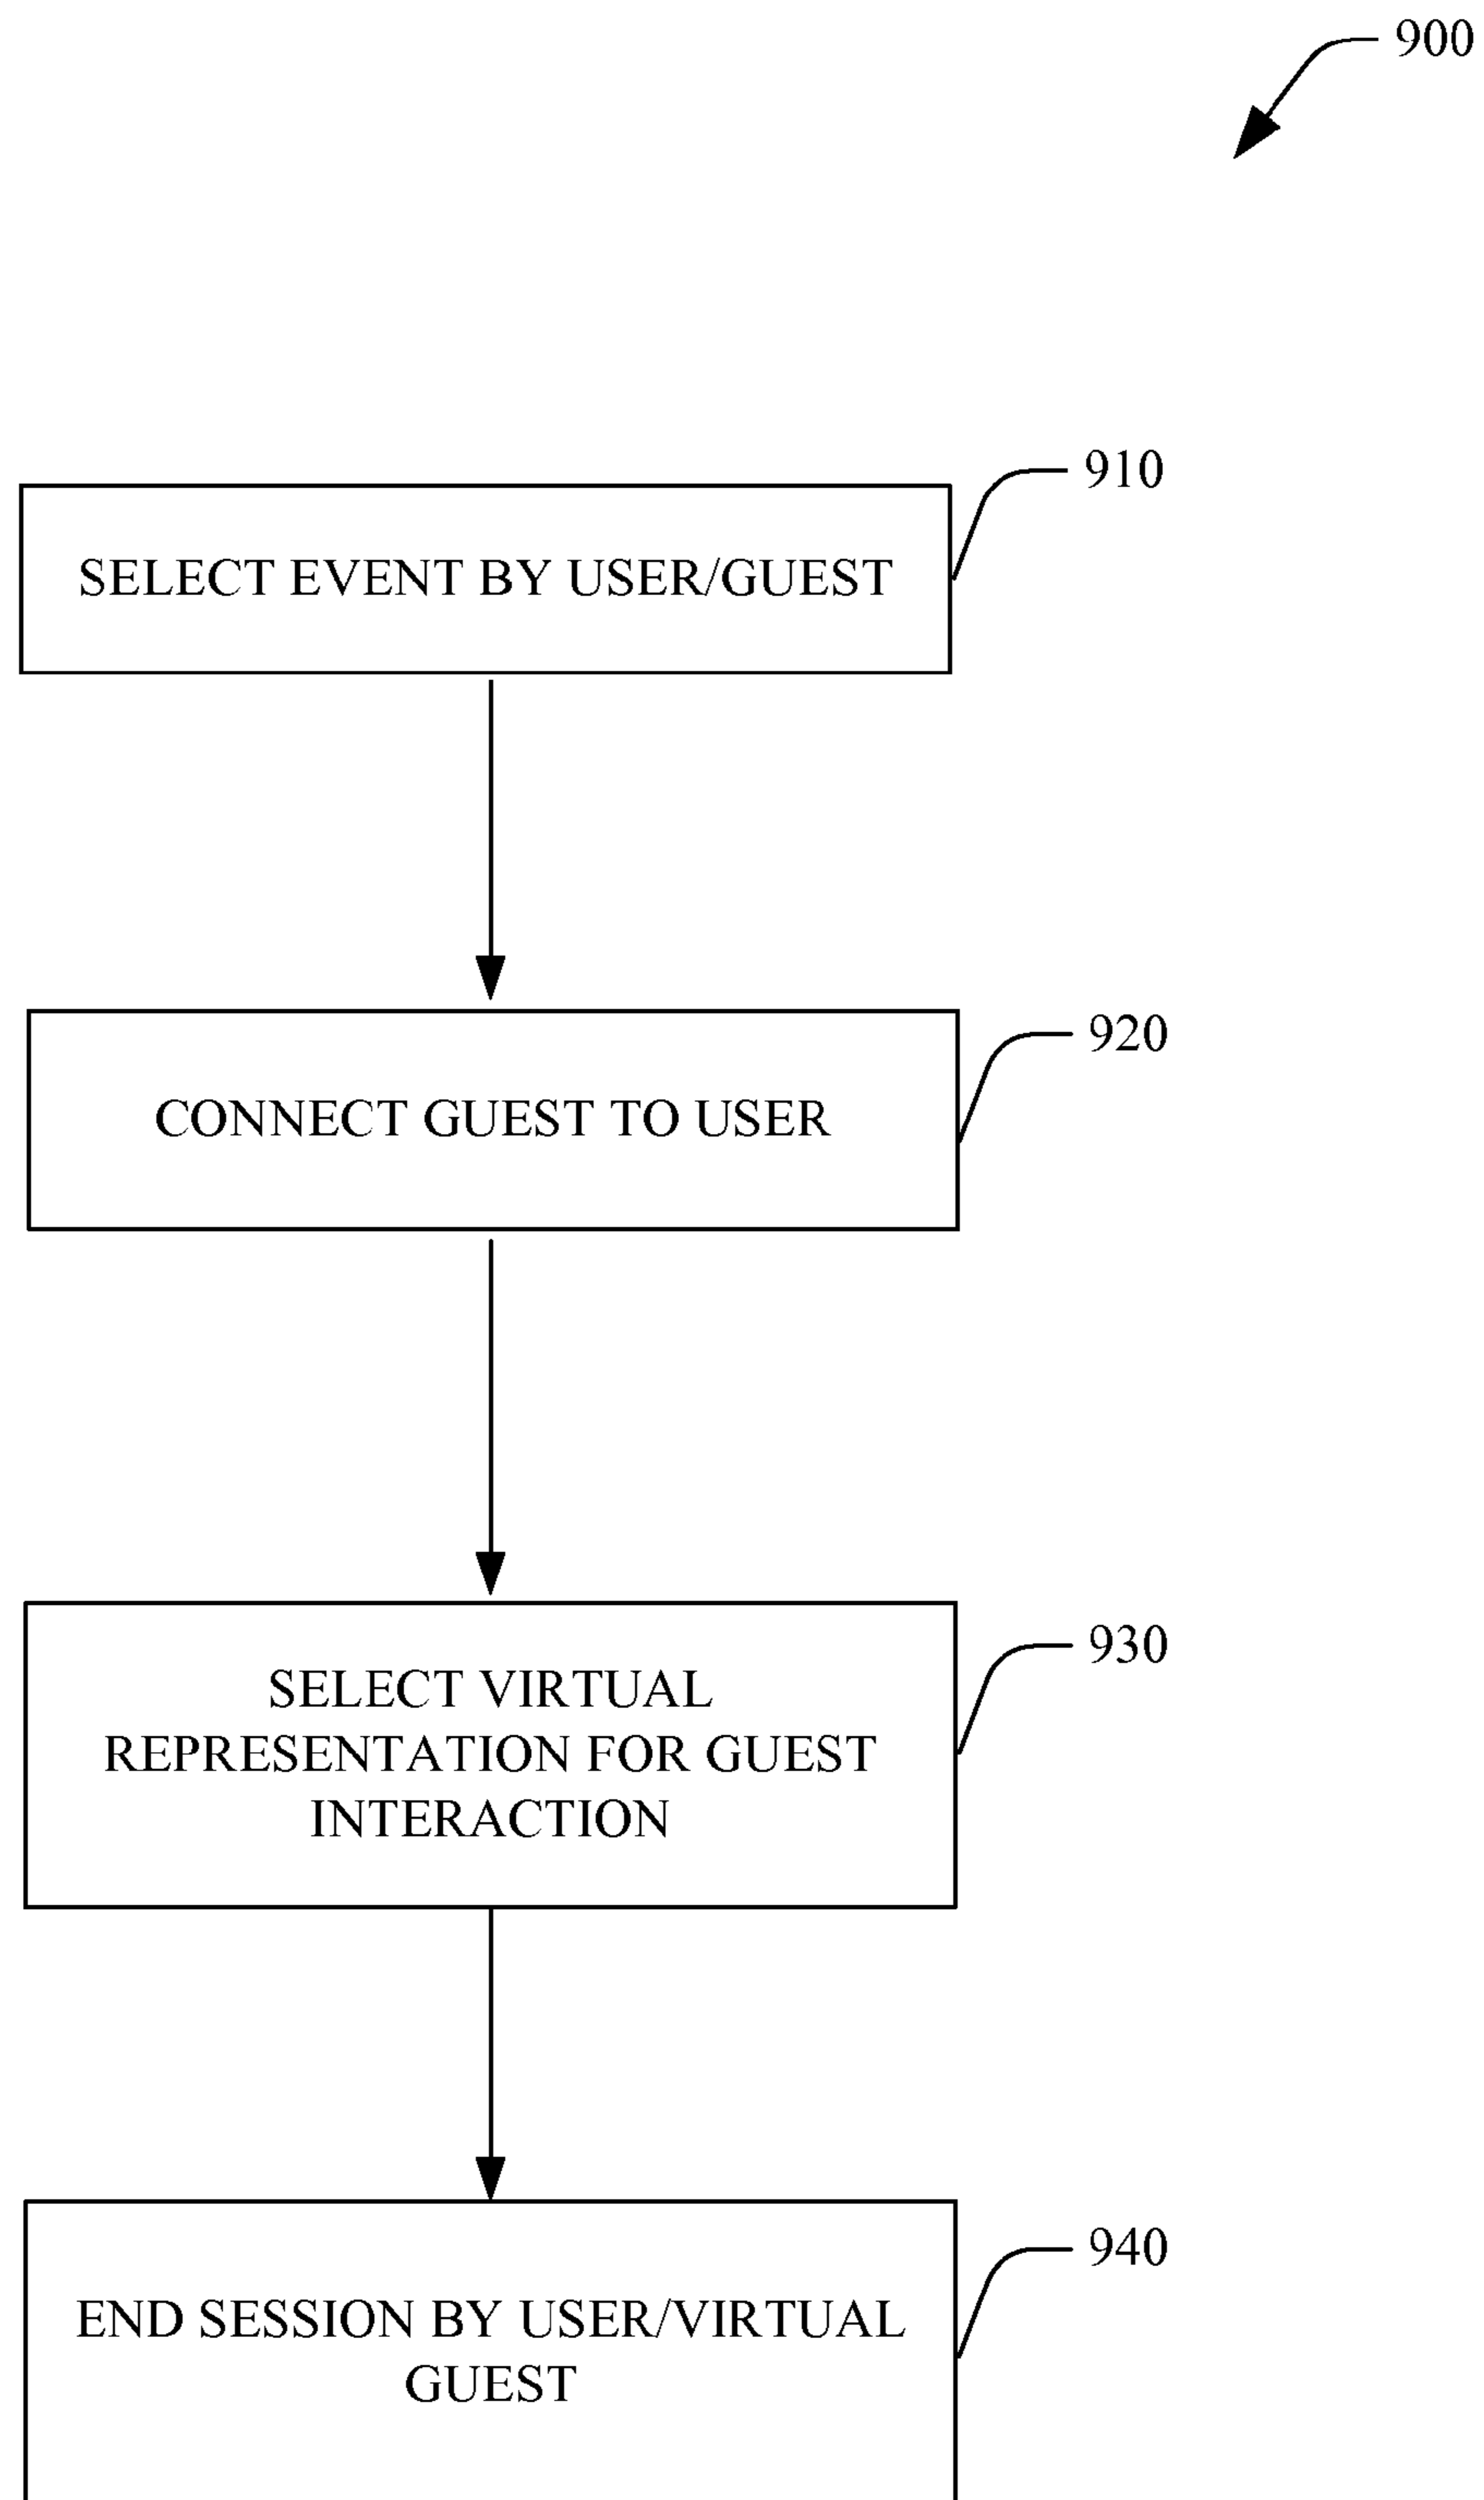 900
910
SELECT EVENT BY USER/GUEST
920
CONNECT GUEST TO USER
930
SELECT VIRTUAL
REPRESENTATION FOR GUEST
INTERACTION
940
END SESSION BY USER/VIRTUAL
GUEST